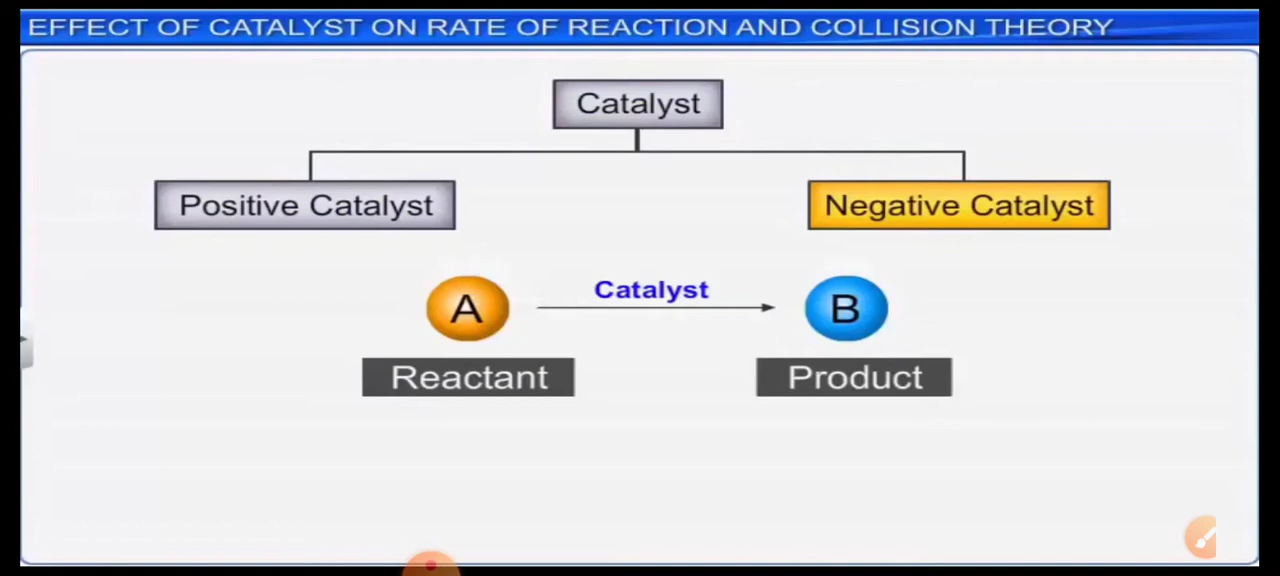 EFFECT OF CATALYST ON RATE OF REACTION AND COLLISION THEORY
Catalyst
Positive Catalyst
Negative Catalyst
Catalyst
A
B
Reactant
Product